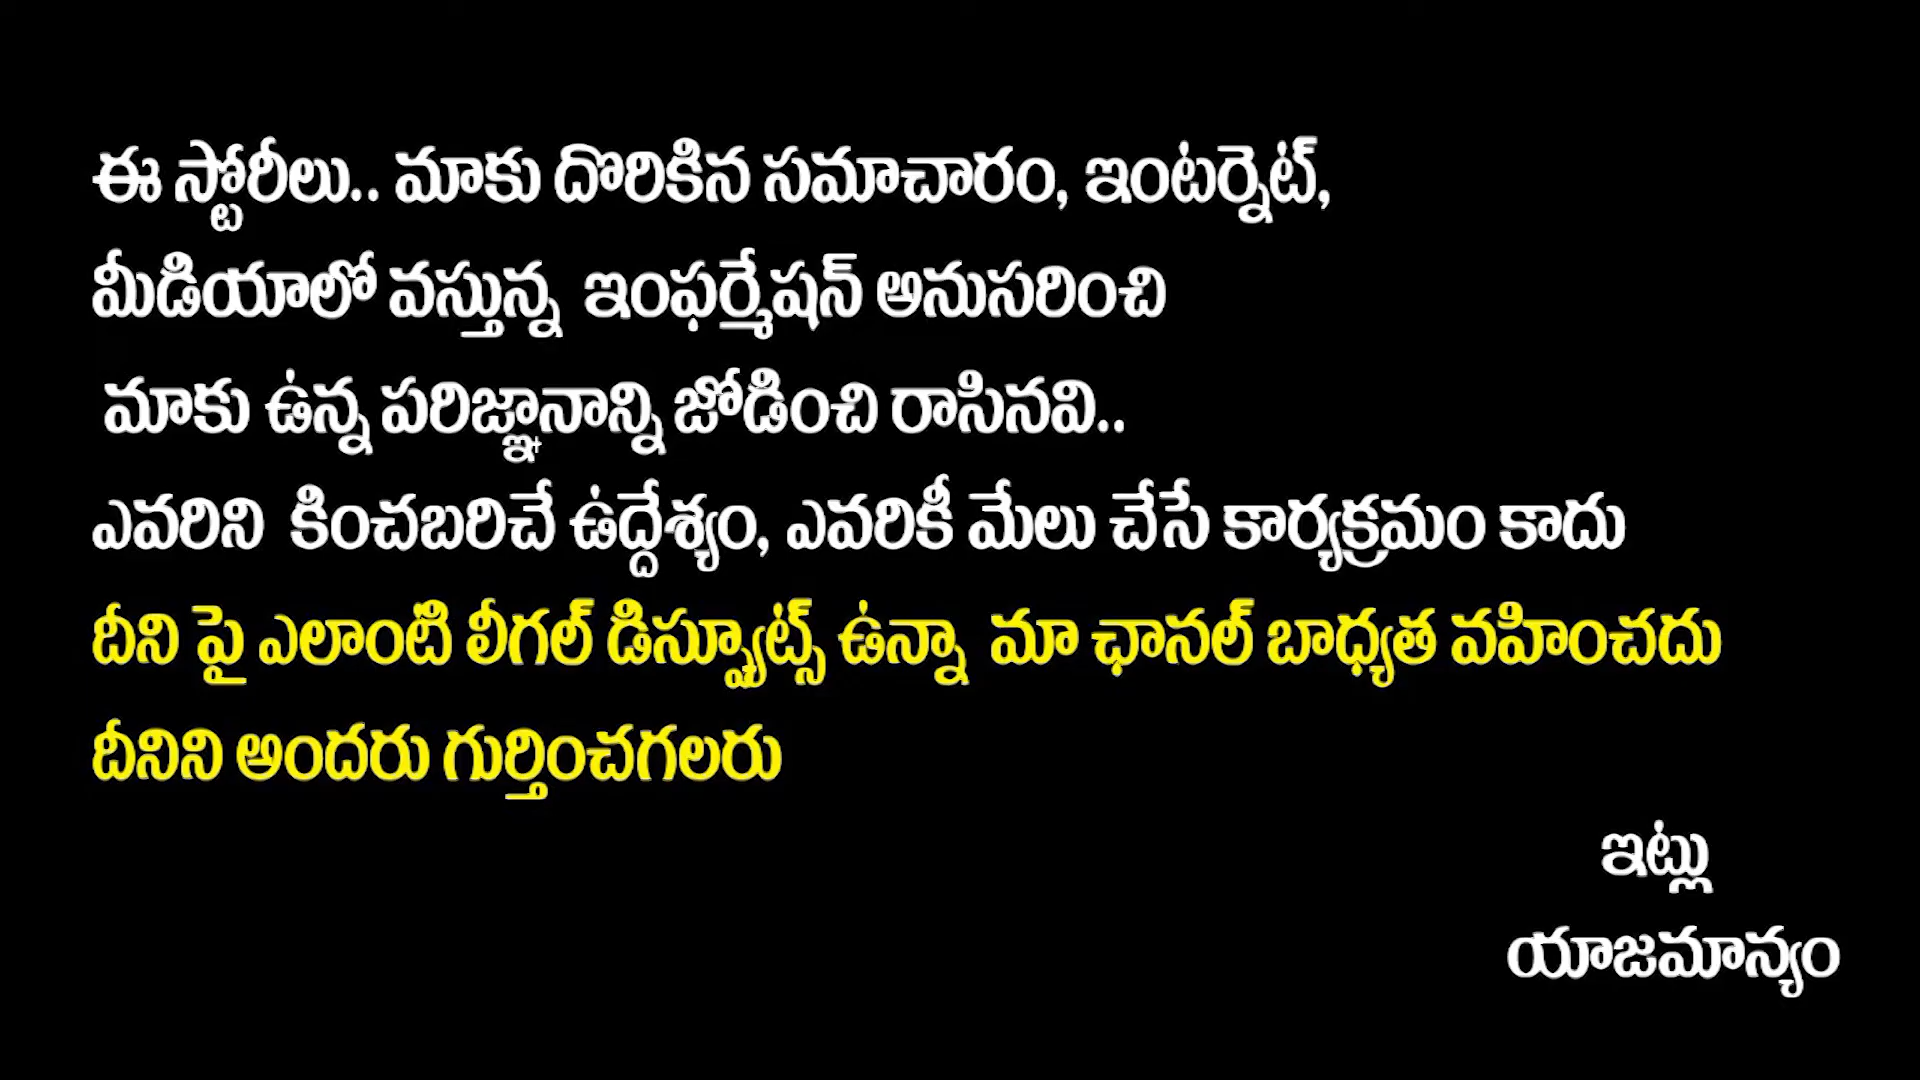 ఈ స్టోరీలు.. మాకు దొరికిన సమాచారం, ఇంటర్నెట్,
మీడియాలో వస్తున్న ఇంఫర్మేషన్ అనుసరించి
మాకు ఉన్న పరిజ్ఞానాన్ని జోడించి రాసినవి..
ఎవరిని కించబరిచే ఉద్దేశ్యం, ఎవరికీ మేలు చేసే కార్యక్రమం కాదు
దీని పై ఎలాంటి లీగల్ డిస్ప్యూట్స్ ఉన్నా మా ఛానల్ బాధ్యత వహించదు
దీనిని అందరు గుర్తించగలరు
ఇట్లు
యాజమాన్యం